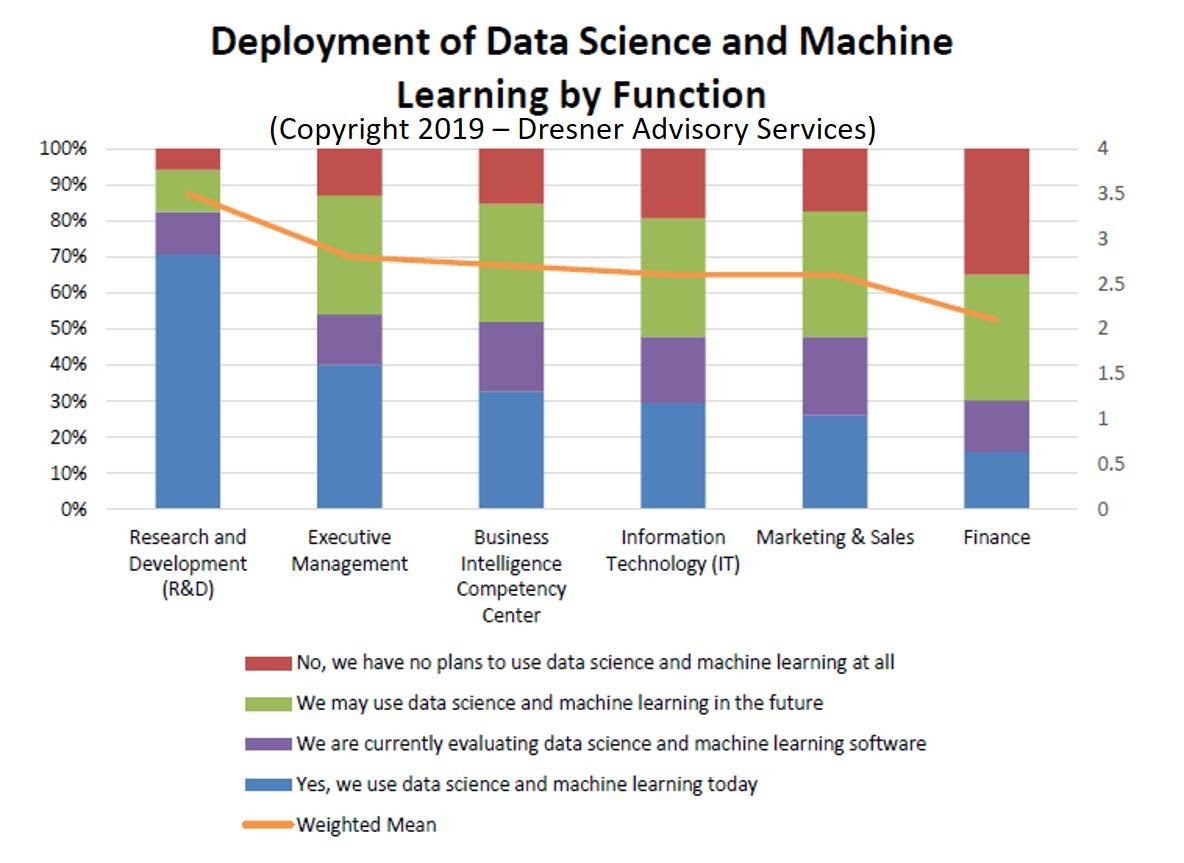 Deployment of Data Science and Machine
Learning by Function
(Copyright 2019 – Dresner Advisory Services)
100%
90%
80%
70%
60%
50%
40%
30%
20%
10%
0%
4
3.5
3
2.5
2
1.5
1
0.5
0
Research and
Development
(R&D)
Executive
Management
Business
Intelligence
Competency
Center
Information
Technology (IT)
Marketing & Sales
Finance
No, we have no plans to use data science and machine learning at all
We may use data science and machine learning in the future
We are currently evaluating data science and machine learning software
Yes, we use data science and machine learning today
Weighted Mean